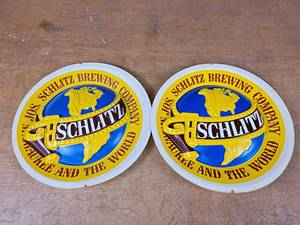 JOS. SCHLITZ BREWING COMPANY
SCHLITZ
AND THE WORLD
JOS. SCHLITZ BREWING COMPANY
SCHLITZ
AND THE WORLD